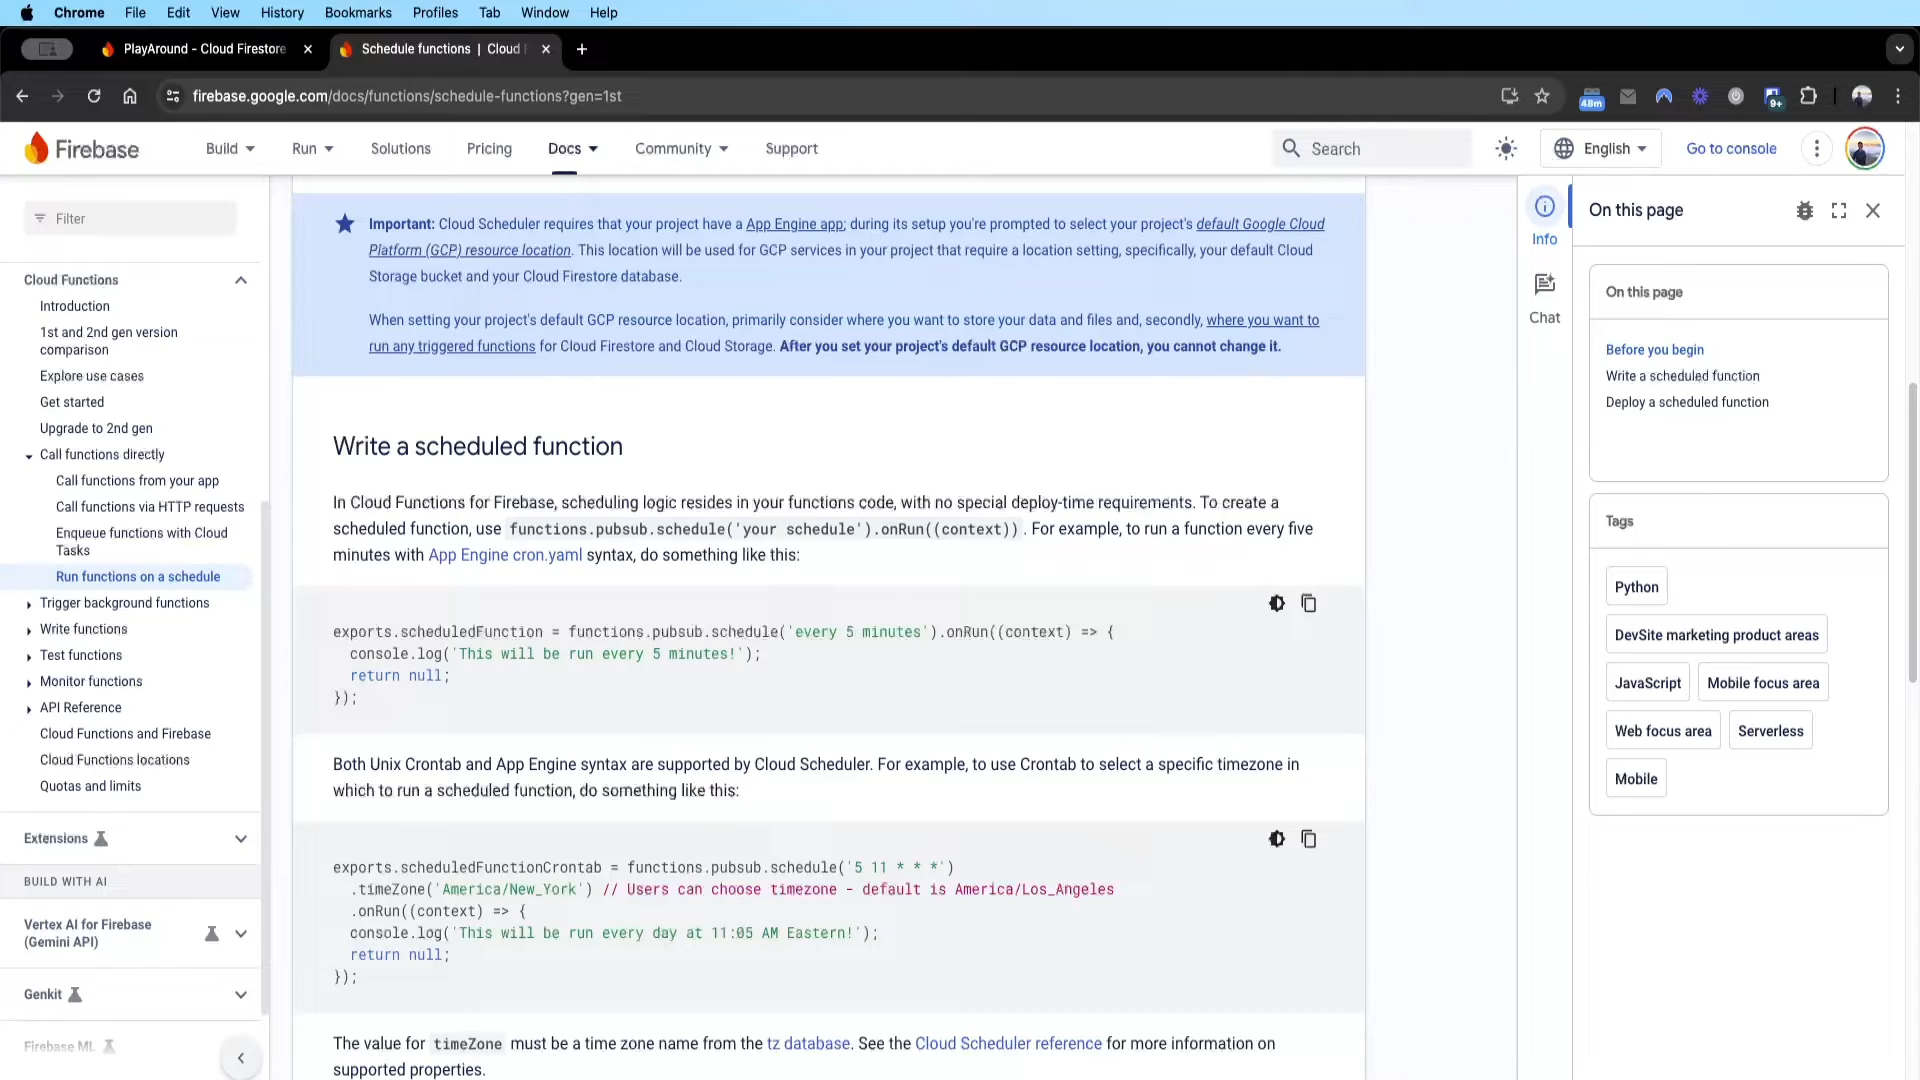 Chrome File Edit View History Bookmarks Profiles Tab Window Help
PlayAround - Cloud Firestore
Schedule functions | Cloud
firebase.google.com/docs/functions/schedule-functions?gen=1st
48m
9+
Firebase
Build Run Solutions Pricing Docs Community Support
Search
English
Go to console
Filter
Cloud Functions
Introduction
1st and 2nd gen version
comparison
Explore use cases
Get started
Upgrade to 2nd gen
Call functions directly
Call functions from your app
Call functions via HTTP requests
Enqueue functions with Cloud
Tasks
Run functions on a schedule
Trigger background functions
Write functions
Test functions
Monitor functions
API Reference
Cloud Functions and Firebase
Cloud Functions locations
Quotas and limits
Extensions
BUILD WITH AI
Vertex AI for Firebase
(Gemini API)
Genkit
Firebase ML
Important: Cloud Scheduler requires that your project have a App Engine app; during its setup you're prompted to select your project's default Google Cloud
Platform (GCP) resource location. This location will be used for GCP services in your project that require a location setting, specifically, your default Cloud
Storage bucket and your Cloud Firestore database.
When setting your project's default GCP resource location, primarily consider where you want to store your data and files and, secondly, where you want to
run any triggered functions for Cloud Firestore and Cloud Storage. After you set your project's default GCP resource location, you cannot change it.
Write a scheduled function
In Cloud Functions for Firebase, scheduling logic resides in your functions code, with no special deploy-time requirements. To create a
scheduled function, use functions.pubsub.schedule('your schedule').onRun((context)). For example, to run a function every five
minutes with App Engine cron.yaml syntax, do something like this:
exports.scheduledFunction = functions.pubsub.schedule('every 5 minutes').onRun((context) => {
console.log('This will be run every 5 minutes!');
return null;
});
Both Unix Crontab and App Engine syntax are supported by Cloud Scheduler. For example, to use Crontab to select a specific timezone in
which to run a scheduled function, do something like this:
exports.scheduledFunctionCrontab = functions.pubsub.schedule('5 11 * * *')
.timeZone('America/New_York') // Users can choose timezone - default is America/Los_Angeles
.onRun((context) => {
console.log('This will be run every day at 11:05 AM Eastern!');
return null;
});
The value for timeZone must be a time zone name from the tz database. See the Cloud Scheduler reference for more information on
supported properties.
Info
Chat
On this page
On this page
Before you begin
Write a scheduled function
Deploy a scheduled function
Tags
Python
DevSite marketing product areas
JavaScript Mobile focus area
Web focus area Serverless
Mobile